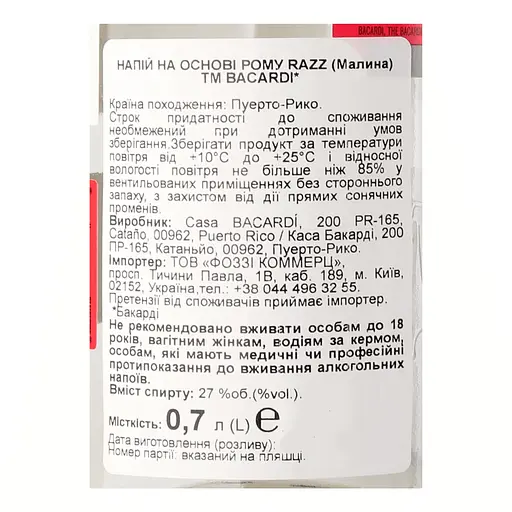 BACARDI, THE BACARDI
НАПІЙ НА ОСНОВІ РОМУ RAZZ (Малина)
ТМ BACARDI*
Країна походження: Пуерто-Рико.
Строк придатності до споживання
необмежений при дотриманні умов
зберігання.Зберігати продукт за температури
повітря від +10°С до +25°С і відносної
вологості повітря не більше ніж 85% у
вентильованих приміщеннях без стороннього
запаху, з захистом від дії прямих сонячних
променів.
Виробник: Casa BACARDÍ, 200 PR-165,
Cataño, 00962, Puerto Rico / Каса Бакарді, 200
ПР-165, Катаньйо, 00962, Пуерто-Рико.
Імпортер: ТОВ «ФОЗЗІ КОММЕРЦ»,
просп. Тичини Павла, 1В, каб. 189, м. Київ,
02152, Україна,тел.: +38 044 496 32 55.
Претензії від споживачів приймає імпортер.
*Бакарді
Не рекомендовано вживати особам до 18
років, вагітним жінкам, водіям за кермом,
особам, які мають медичні чи професійні
протипоказання до вживання алкогольних
напоїв.
Вміст спирту: 27 %об.(%vol.).
Місткість: 0,7 л (L) ℮
Дата виготовлення (розливу):
Номер партії: вказаний на пляшці.